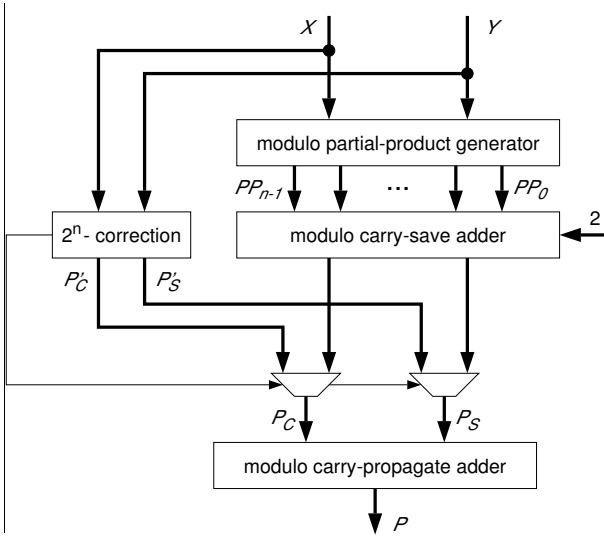 X Y
modulo partial-product generator
PPn-1 ... PP0
2
2n- correction
modulo carry-save adder
P'C P'S
PC PS
modulo carry-propagate adder
P